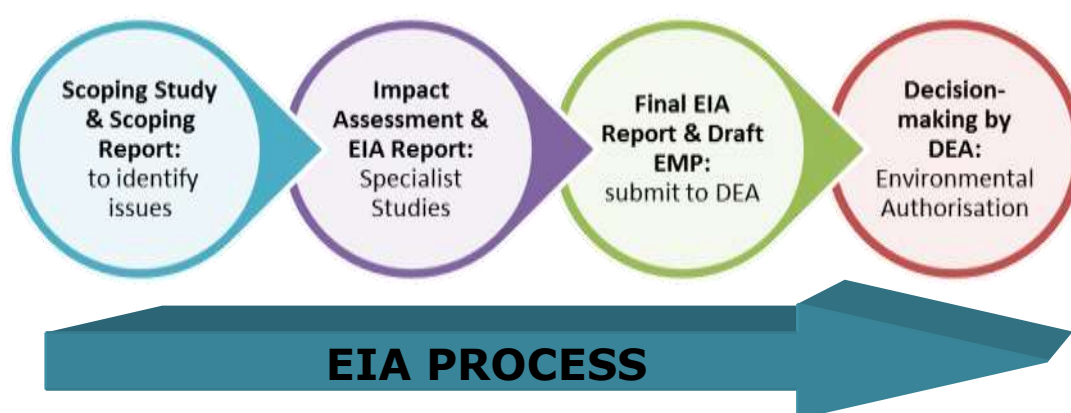 Scoping Study
& Scoping
Report:
to identify
issues
Impact
Assessment &
EIA Report:
Specialist
Studies
Final EIA
Report & Draft
EMP:
submit to DEA
Decision-
making by
DEA:
Environmental
Authorisation
EIA PROCESS